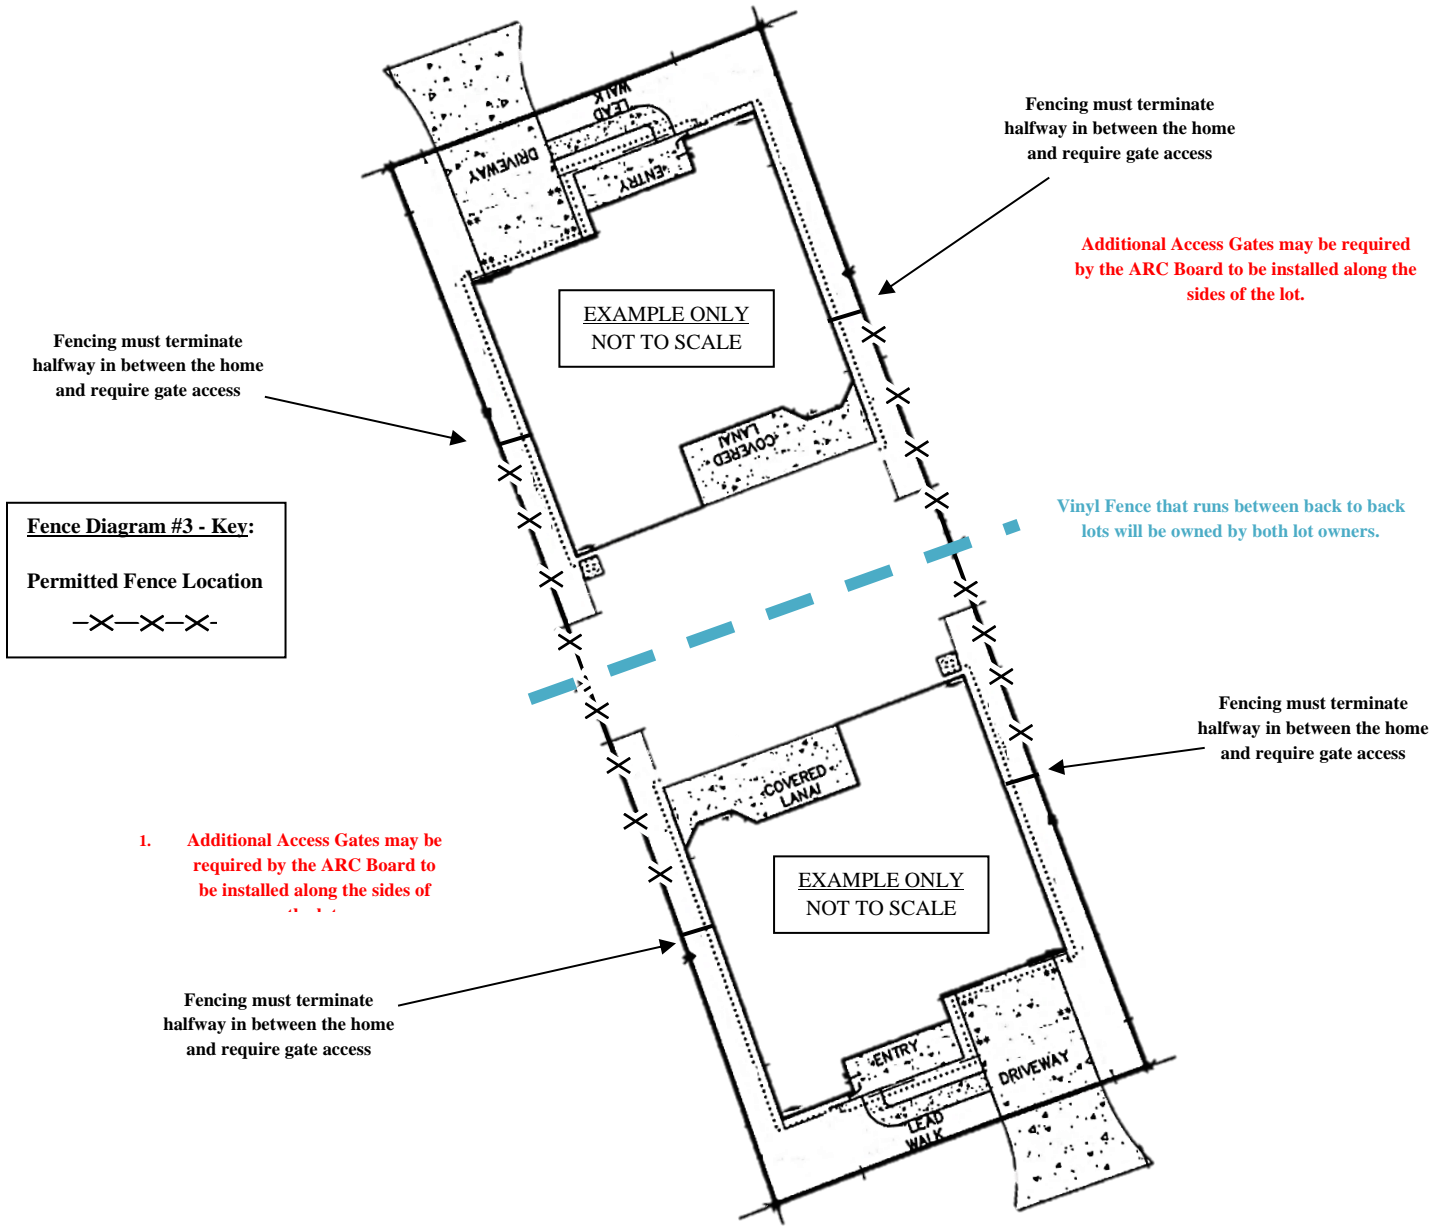 WALK
LEAD
DRIVEWAY
ENTRY
Fencing must terminate
halfway in between the home
and require gate access
Additional Access Gates may be required
by the ARC Board to be installed along the
sides of the lot.
EXAMPLE ONLY
NOT TO SCALE
Fencing must terminate
halfway in between the home
and require gate access
COVERED
LANAI
Fence Diagram #3 - Key:
Permitted Fence Location
Vinyl Fence that runs between back to back
lots will be owned by both lot owners.
Fencing must terminate
halfway in between the home
and require gate access
COVERED
LANAI
1. Additional Access Gates may be
required by the ARC Board to
be installed along the sides of
EXAMPLE ONLY
NOT TO SCALE
Fencing must terminate
halfway in between the home
and require gate access
ENTRY
DRIVEWAY
LEAD
WALK